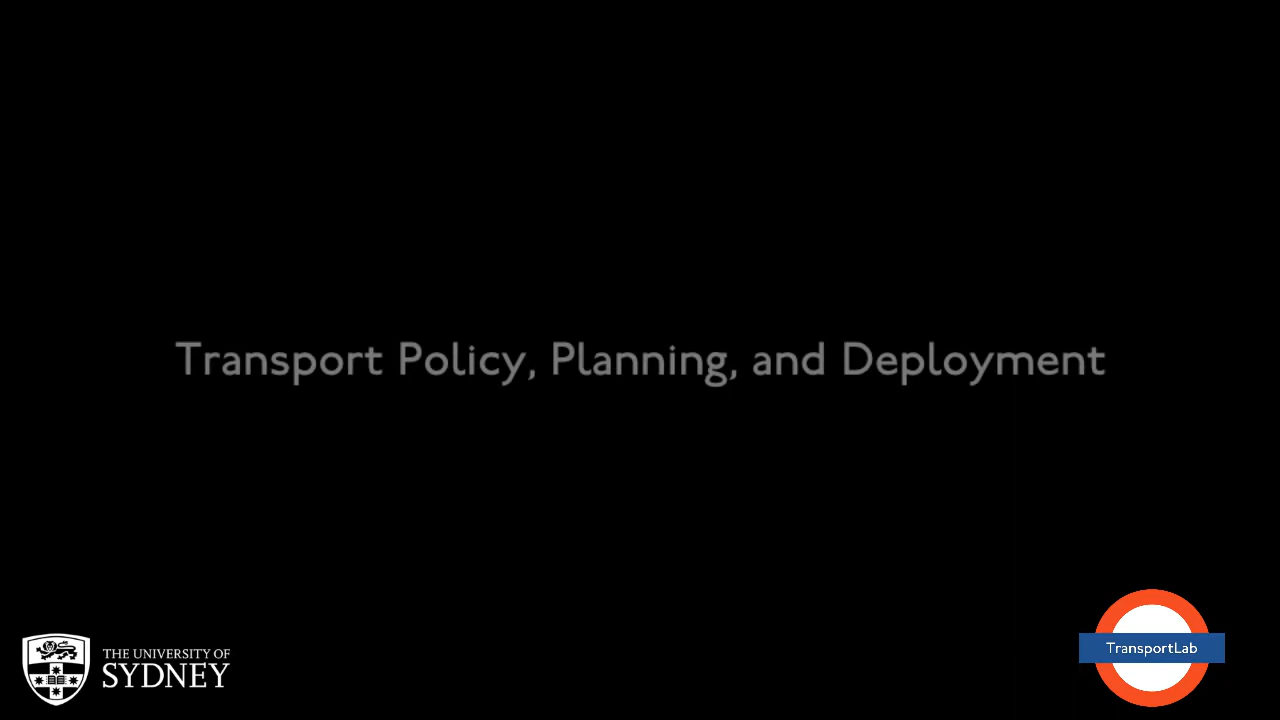 Transport Policy, Planning, and Deployment
THE UNIVERSITY OF
SYDNEY
TransportLab